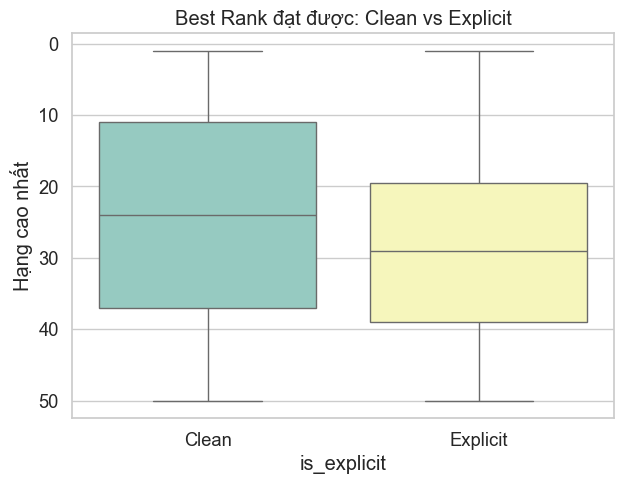 Best Rank đạt được: Clean vs Explicit
Hạng cao nhất
0
10
20
30
40
50
Clean
Explicit
is_explicit